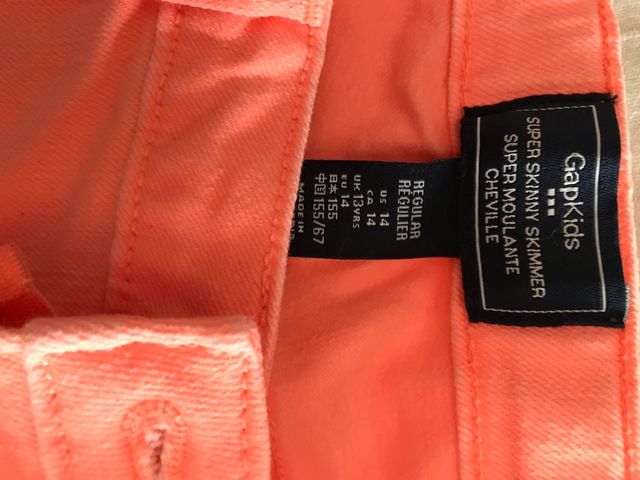 GapKids
SUPER SKINNY SKIMMER
SUPER MOULANTE
CHEVILLE
REGULAR
RÉGULIER
US 14
CA 14
UK 13YRS
EU 14
日本 155
中国 155/67
MADE IN